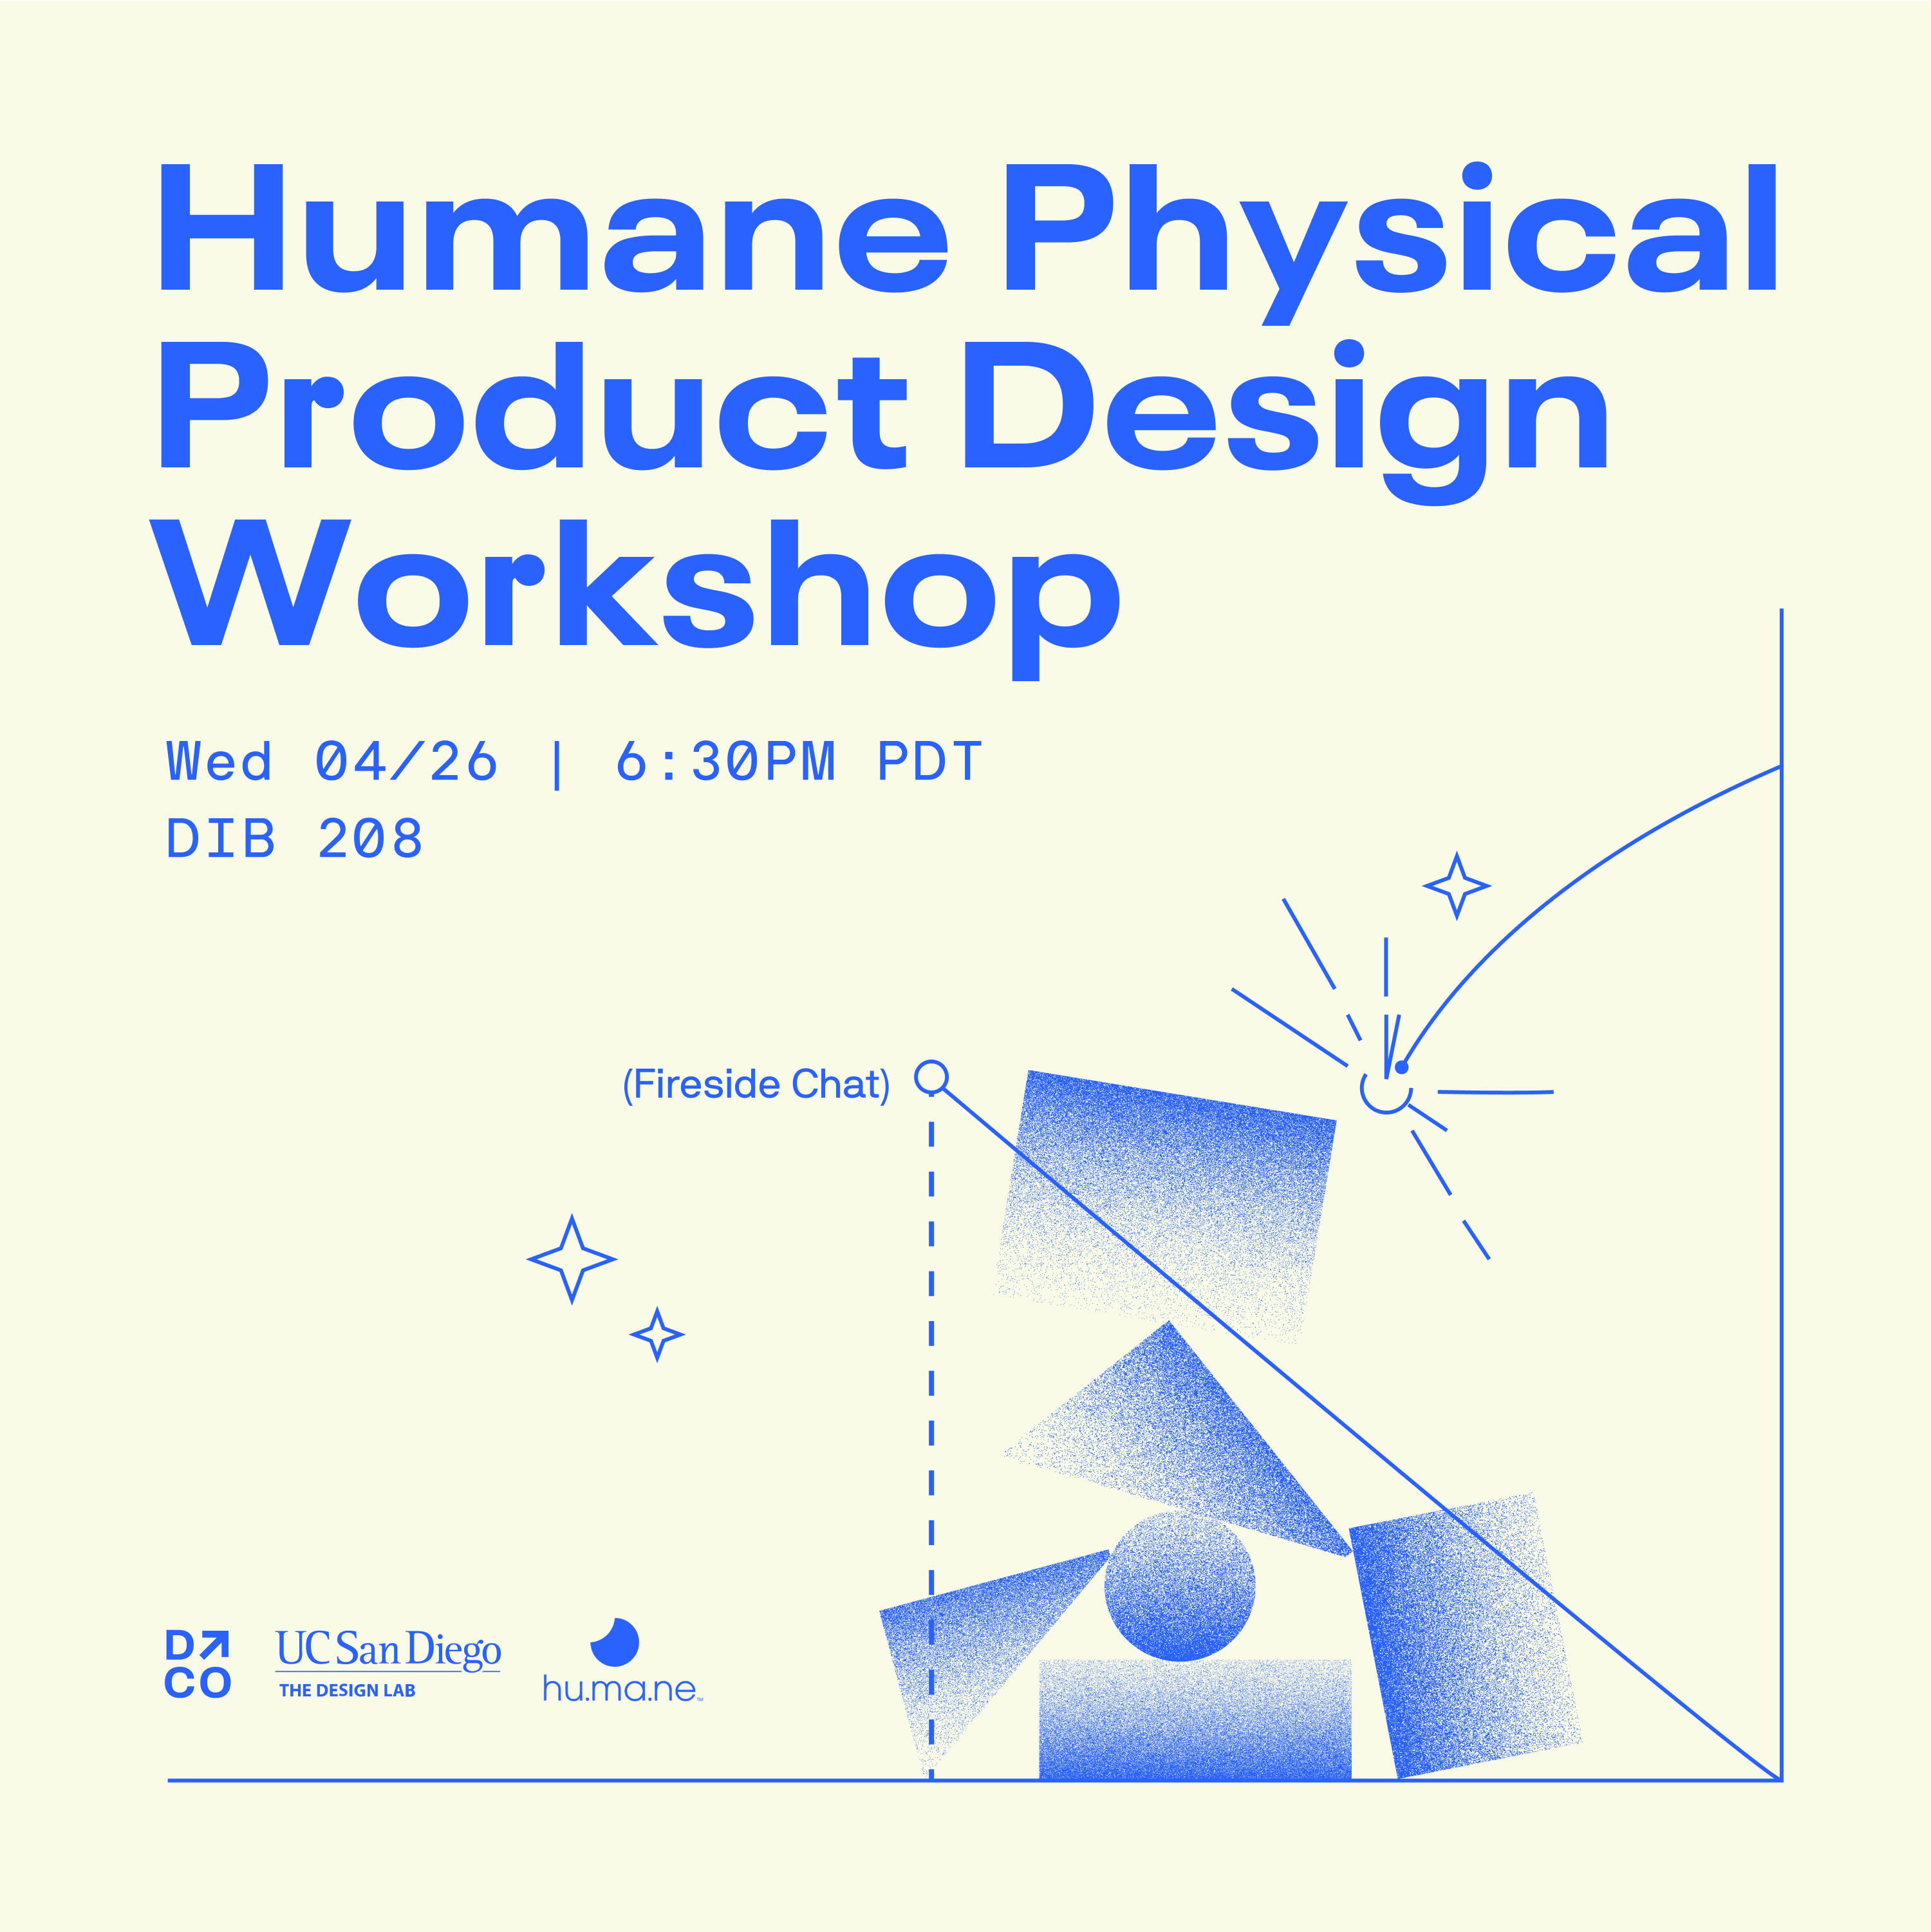 Humane Physical
Product Design
Workshop
Wed 04/26 | 6:30PM PDT
DIB 208
(Fireside Chat)
D↗
CO
UC San Diego
THE DESIGN LAB
hu.ma.ne™